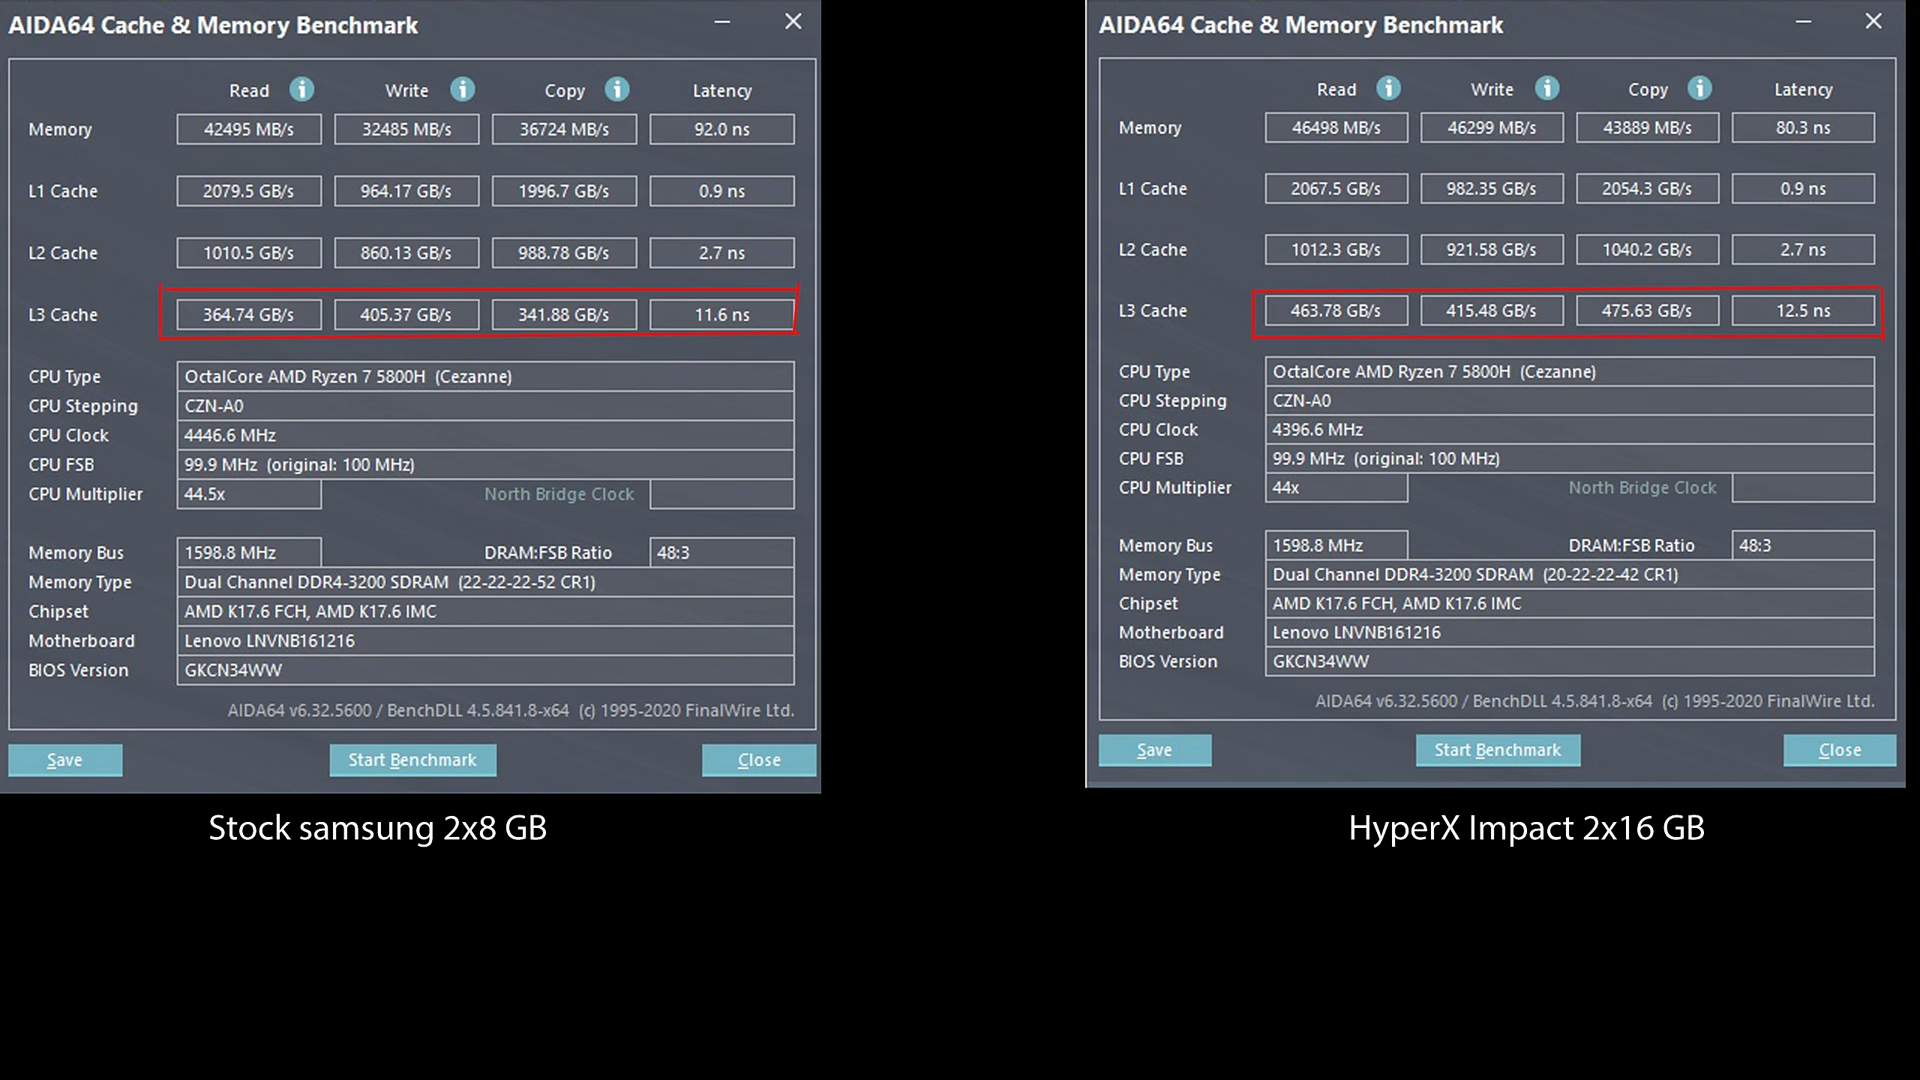 AIDA64 Cache & Memory Benchmark
Read Write Copy Latency
Memory 42495 MB/s 32485 MB/s 36724 MB/s 92.0 ns
L1 Cache 2079.5 GB/s 964.17 GB/s 1996.7 GB/s 0.9 ns
L2 Cache 1010.5 GB/s 860.13 GB/s 988.78 GB/s 2.7 ns
L3 Cache 364.74 GB/s 405.37 GB/s 341.88 GB/s 11.6 ns
CPU Type OctalCore AMD Ryzen 7 5800H (Cezanne)
CPU Stepping CZN-A0
CPU Clock 4446.6 MHz
CPU FSB 99.9 MHz (original: 100 MHz)
CPU Multiplier 44.5x North Bridge Clock
Memory Bus 1598.8 MHz DRAM:FSB Ratio 48:3
Memory Type Dual Channel DDR4-3200 SDRAM (22-22-22-52 CR1)
Chipset AMD K17.6 FCH, AMD K17.6 IMC
Motherboard Lenovo LNVNB161216
BIOS Version GKCN34WW
AIDA64 v6.32.5600 / BenchDLL 4.5.841.8-x64 (c) 1995-2020 FinalWire Ltd.
Save Start Benchmark Close
Stock samsung 2x8 GB
AIDA64 Cache & Memory Benchmark
Read Write Copy Latency
Memory 46498 MB/s 46299 MB/s 43889 MB/s 80.3 ns
L1 Cache 2067.5 GB/s 982.35 GB/s 2054.3 GB/s 0.9 ns
L2 Cache 1012.3 GB/s 921.58 GB/s 1040.2 GB/s 2.7 ns
L3 Cache 463.78 GB/s 415.48 GB/s 475.63 GB/s 12.5 ns
CPU Type OctalCore AMD Ryzen 7 5800H (Cezanne)
CPU Stepping CZN-A0
CPU Clock 4396.6 MHz
CPU FSB 99.9 MHz (original: 100 MHz)
CPU Multiplier 44x North Bridge Clock
Memory Bus 1598.8 MHz DRAM:FSB Ratio 48:3
Memory Type Dual Channel DDR4-3200 SDRAM (20-22-22-42 CR1)
Chipset AMD K17.6 FCH, AMD K17.6 IMC
Motherboard Lenovo LNVNB161216
BIOS Version GKCN34WW
AIDA64 v6.32.5600 / BenchDLL 4.5.841.8-x64 (c) 1995-2020 FinalWire Ltd.
Save Start Benchmark Close
HyperX Impact 2x16 GB